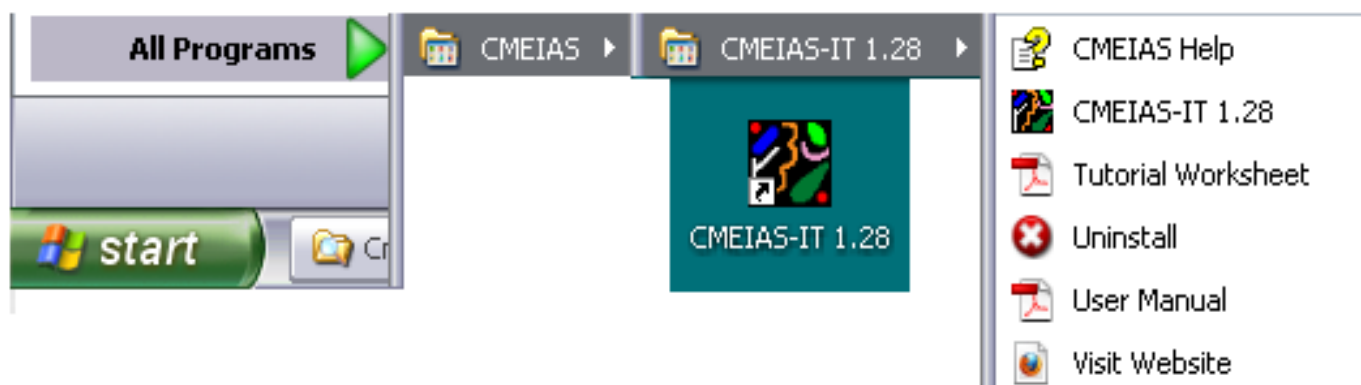 All Programs
CMEIAS
CMEIAS-IT 1.28
CMEIAS Help
CMEIAS-IT 1.28
Tutorial Worksheet
Uninstall
User Manual
Visit Website
CMEIAS-IT 1.28
start